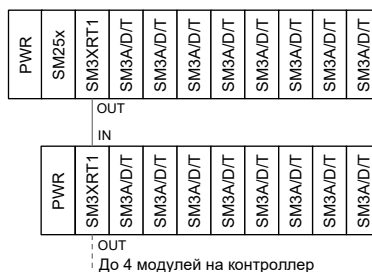 PWR
SM25x
SM3XRT1
SM3A/D/T
SM3A/D/T
SM3A/D/T
SM3A/D/T
SM3A/D/T
SM3A/D/T
SM3A/D/T
SM3A/D/T
OUT
IN
PWR
SM3XRT1
SM3A/D/T
SM3A/D/T
SM3A/D/T
SM3A/D/T
SM3A/D/T
SM3A/D/T
SM3A/D/T
SM3A/D/T
OUT
До 4 модулей на контроллер